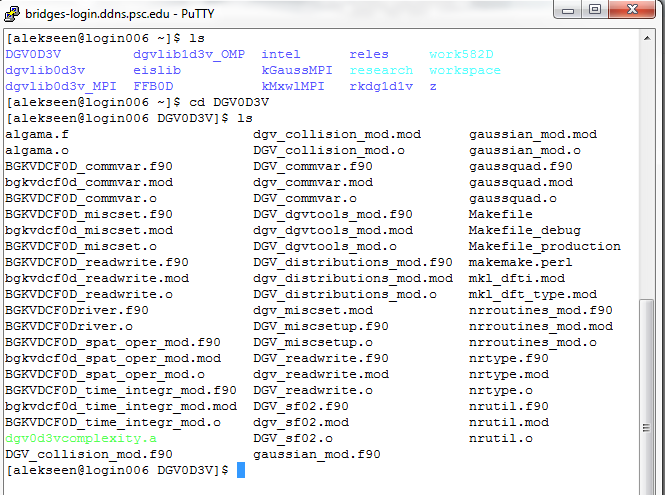 bridges-login.ddns.psc.edu - PuTTY
[alekseen@login006 ~]$ ls
DGV0D3V dgvlib1d3v_OMP intel reles work582D
dgvlib0d3v eislib kGaussMPI research workspace
dgvlib0d3v_MPI FFB0D kMxwlMPI rkdg1d1v z
[alekseen@login006 ~]$ cd DGV0D3V
[alekseen@login006 DGV0D3V]$ ls
algama.f dgv_collision_mod.mod gaussian_mod.mod
algama.o DGV_collision_mod.o gaussian_mod.o
BGKVDCF0D_commvar.f90 DGV_commvar.f90 gaussquad.f90
bgkvdcf0d_commvar.mod dgv_commvar.mod gaussquad.mod
BGKVDCF0D_commvar.o DGV_commvar.o gaussquad.o
BGKVDCF0D_miscset.f90 DGV_dgvtools_mod.f90 Makefile
bgkvdcf0d_miscset.mod dgv_dgvtools_mod.mod Makefile_debug
BGKVDCF0D_miscset.o DGV_dgvtools_mod.o Makefile_production
BGKVDCF0D_readwrite.f90 DGV_distributions_mod.f90 makemake.perl
bgkvdcf0d_readwrite.mod dgv_distributions_mod.mod mkl_dfti.mod
BGKVDCF0D_readwrite.o DGV_distributions_mod.o mkl_dft_type.mod
BGKVDCF0Driver.f90 dgv_miscset.mod nrroutines_mod.f90
BGKVDCF0Driver.o DGV_miscsetup.f90 nrroutines_mod.mod
BGKVDCF0D_spat_oper_mod.f90 DGV_miscsetup.o nrroutines_mod.o
bgkvdcf0d_spat_oper_mod.mod DGV_readwrite.f90 nrtype.f90
BGKVDCF0D_spat_oper_mod.o dgv_readwrite.mod nrtype.mod
BGKVDCF0D_time_integr_mod.f90 DGV_readwrite.o nrtype.o
bgkvdcf0d_time_integr_mod.mod DGV_sf02.f90 nrutil.f90
BGKVDCF0D_time_integr_mod.o dgv_sf02.mod nrutil.mod
dgv0d3vcomplexity.a DGV_sf02.o nrutil.o
DGV_collision_mod.f90 gaussian_mod.f90
[alekseen@login006 DGV0D3V]$